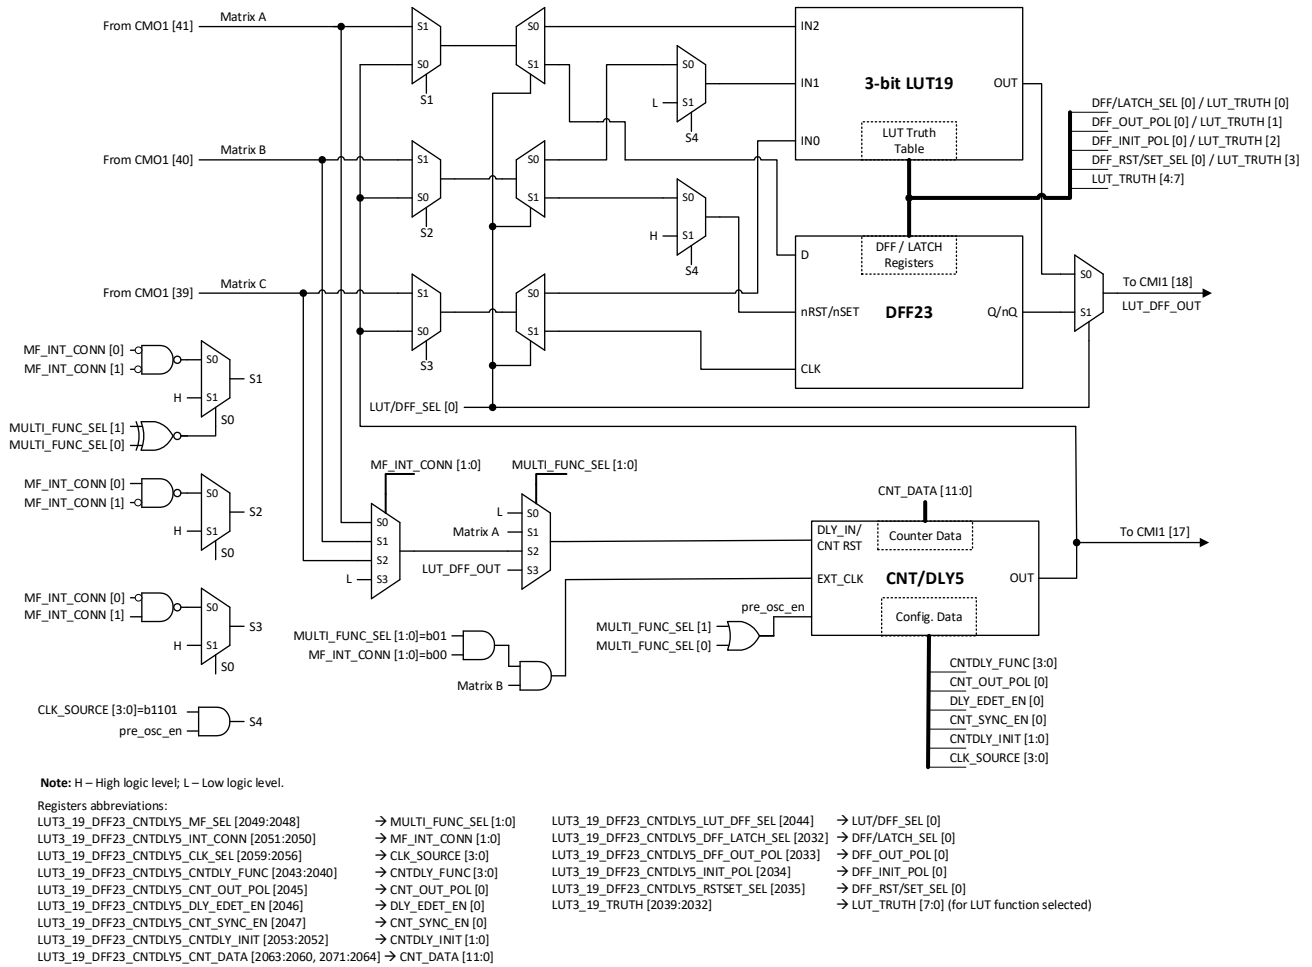 From CMO1 [41]
Matrix A
S1
S0
S1
S0
S1
S0
S1
L
S4
IN2
IN1
IN0
3-bit LUT19
OUT
LUT Truth
Table
DFF/LATCH_SEL [0] / LUT_TRUTH [0]
DFF_OUT_POL [0] / LUT_TRUTH [1]
DFF_INIT_POL [0] / LUT_TRUTH [2]
DFF_RST/SET_SEL [0] / LUT_TRUTH [3]
LUT_TRUTH [4:7]
From CMO1 [40]
Matrix B
S1
S0
S2
S0
S1
S0
H
S1
S4
DFF / LATCH
Registers
D
nRST/nSET
CLK
DFF23
Q/nQ
S0
S1
To CMI1 [18]
LUT_DFF_OUT
From CMO1 [39]
Matrix C
S1
S0
S3
S0
S1
LUT/DFF_SEL [0]
MF_INT_CONN [0]
MF_INT_CONN [1]
S0
H
S1
S1
S0
MULTI_FUNC_SEL [1]
MULTI_FUNC_SEL [0]
MF_INT_CONN [0]
MF_INT_CONN [1]
S0
H
S1
S2
S0
MF_INT_CONN [0]
MF_INT_CONN [1]
S0
H
S1
S3
S0
CLK_SOURCE [3:0]=b1101
pre_osc_en
S4
MF_INT_CONN [1:0]
S0
S1
S2
L
S3
MULTI_FUNC_SEL [1:0]
L
S0
Matrix A
S1
S2
LUT_DFF_OUT
S3
MULTI_FUNC_SEL [1:0]=b01
MF_INT_CONN [1:0]=b00
Matrix B
MULTI_FUNC_SEL [1]
MULTI_FUNC_SEL [0]
pre_osc_en
CNT_DATA [11:0]
DLY_IN/
CNT RST
Counter Data
EXT_CLK
CNT/DLY5
OUT
Config. Data
To CMI1 [17]
CNTDLY_FUNC [3:0]
CNT_OUT_POL [0]
DLY_EDET_EN [0]
CNT_SYNC_EN [0]
CNTDLY_INIT [1:0]
CLK_SOURCE [3:0]
Note: H – High logic level; L – Low logic level.
Registers abbreviations:
LUT3_19_DFF23_CNTDLY5_MF_SEL [2049:2048] → MULTI_FUNC_SEL [1:0]
LUT3_19_DFF23_CNTDLY5_INT_CONN [2051:2050] → MF_INT_CONN [1:0]
LUT3_19_DFF23_CNTDLY5_CLK_SEL [2059:2056] → CLK_SOURCE [3:0]
LUT3_19_DFF23_CNTDLY5_CNTDLY_FUNC [2043:2040] → CNTDLY_FUNC [3:0]
LUT3_19_DFF23_CNTDLY5_CNT_OUT_POL [2045] → CNT_OUT_POL [0]
LUT3_19_DFF23_CNTDLY5_DLY_EDET_EN [2046] → DLY_EDET_EN [0]
LUT3_19_DFF23_CNTDLY5_CNT_SYNC_EN [2047] → CNT_SYNC_EN [0]
LUT3_19_DFF23_CNTDLY5_CNTDLY_INIT [2053:2052] → CNTDLY_INIT [1:0]
LUT3_19_DFF23_CNTDLY5_CNT_DATA [2063:2060, 2071:2064] → CNT_DATA [11:0]
LUT3_19_DFF23_CNTDLY5_LUT_DFF_SEL [2044] → LUT/DFF_SEL [0]
LUT3_19_DFF23_CNTDLY5_DFF_LATCH_SEL [2032] → DFF/LATCH_SEL [0]
LUT3_19_DFF23_CNTDLY5_DFF_OUT_POL [2033] → DFF_OUT_POL [0]
LUT3_19_DFF23_CNTDLY5_INIT_POL [2034] → DFF_INIT_POL [0]
LUT3_19_DFF23_CNTDLY5_RSTSET_SEL [2035] → DFF_RST/SET_SEL [0]
LUT3_19_TRUTH [2039:2032] → LUT_TRUTH [7:0] (for LUT function selected)